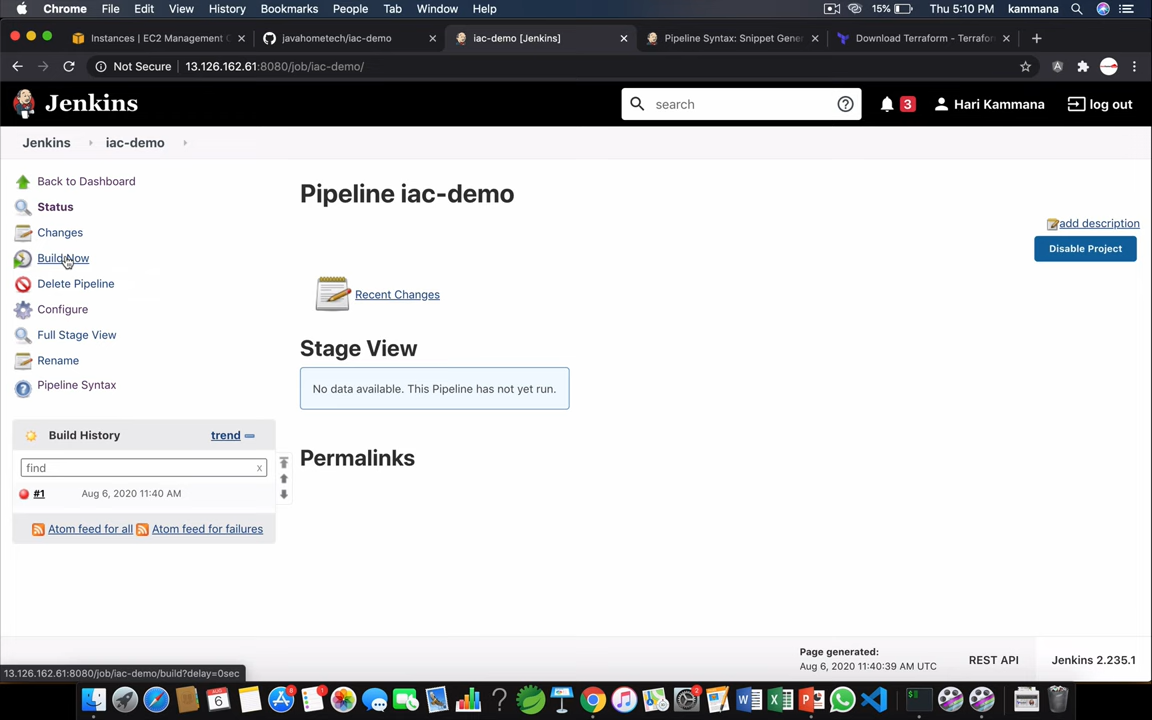 Chrome File Edit View History Bookmarks People Tab Window Help 15% Thu 5:10 PM kammana
Instances | EC2 Management C javahometech/iac-demo iac-demo [Jenkins] Pipeline Syntax: Snippet Gener Download Terraform - Terrafor
Not Secure 13.126.162.61:8080/job/iac-demo/
Jenkins search 3 Hari Kammana log out
Jenkins iac-demo
Back to Dashboard
Status
Changes
Build Now
Delete Pipeline
Configure
Full Stage View
Rename
Pipeline Syntax
Build History trend
find x
#1 Aug 6, 2020 11:40 AM
Atom feed for all Atom feed for failures
Pipeline iac-demo
add description
Disable Project
Recent Changes
Stage View
No data available. This Pipeline has not yet run.
Permalinks
Page generated:
Aug 6, 2020 11:40:39 AM UTC
REST API Jenkins 2.235.1
13.126.162.61:8080/job/iac-demo/build?delay=0sec